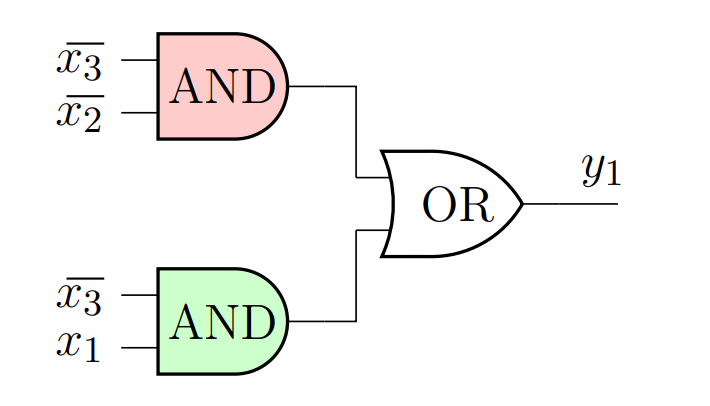 x̅₃
AND
x̅₂
y₁
OR
x̅₃
AND
x₁